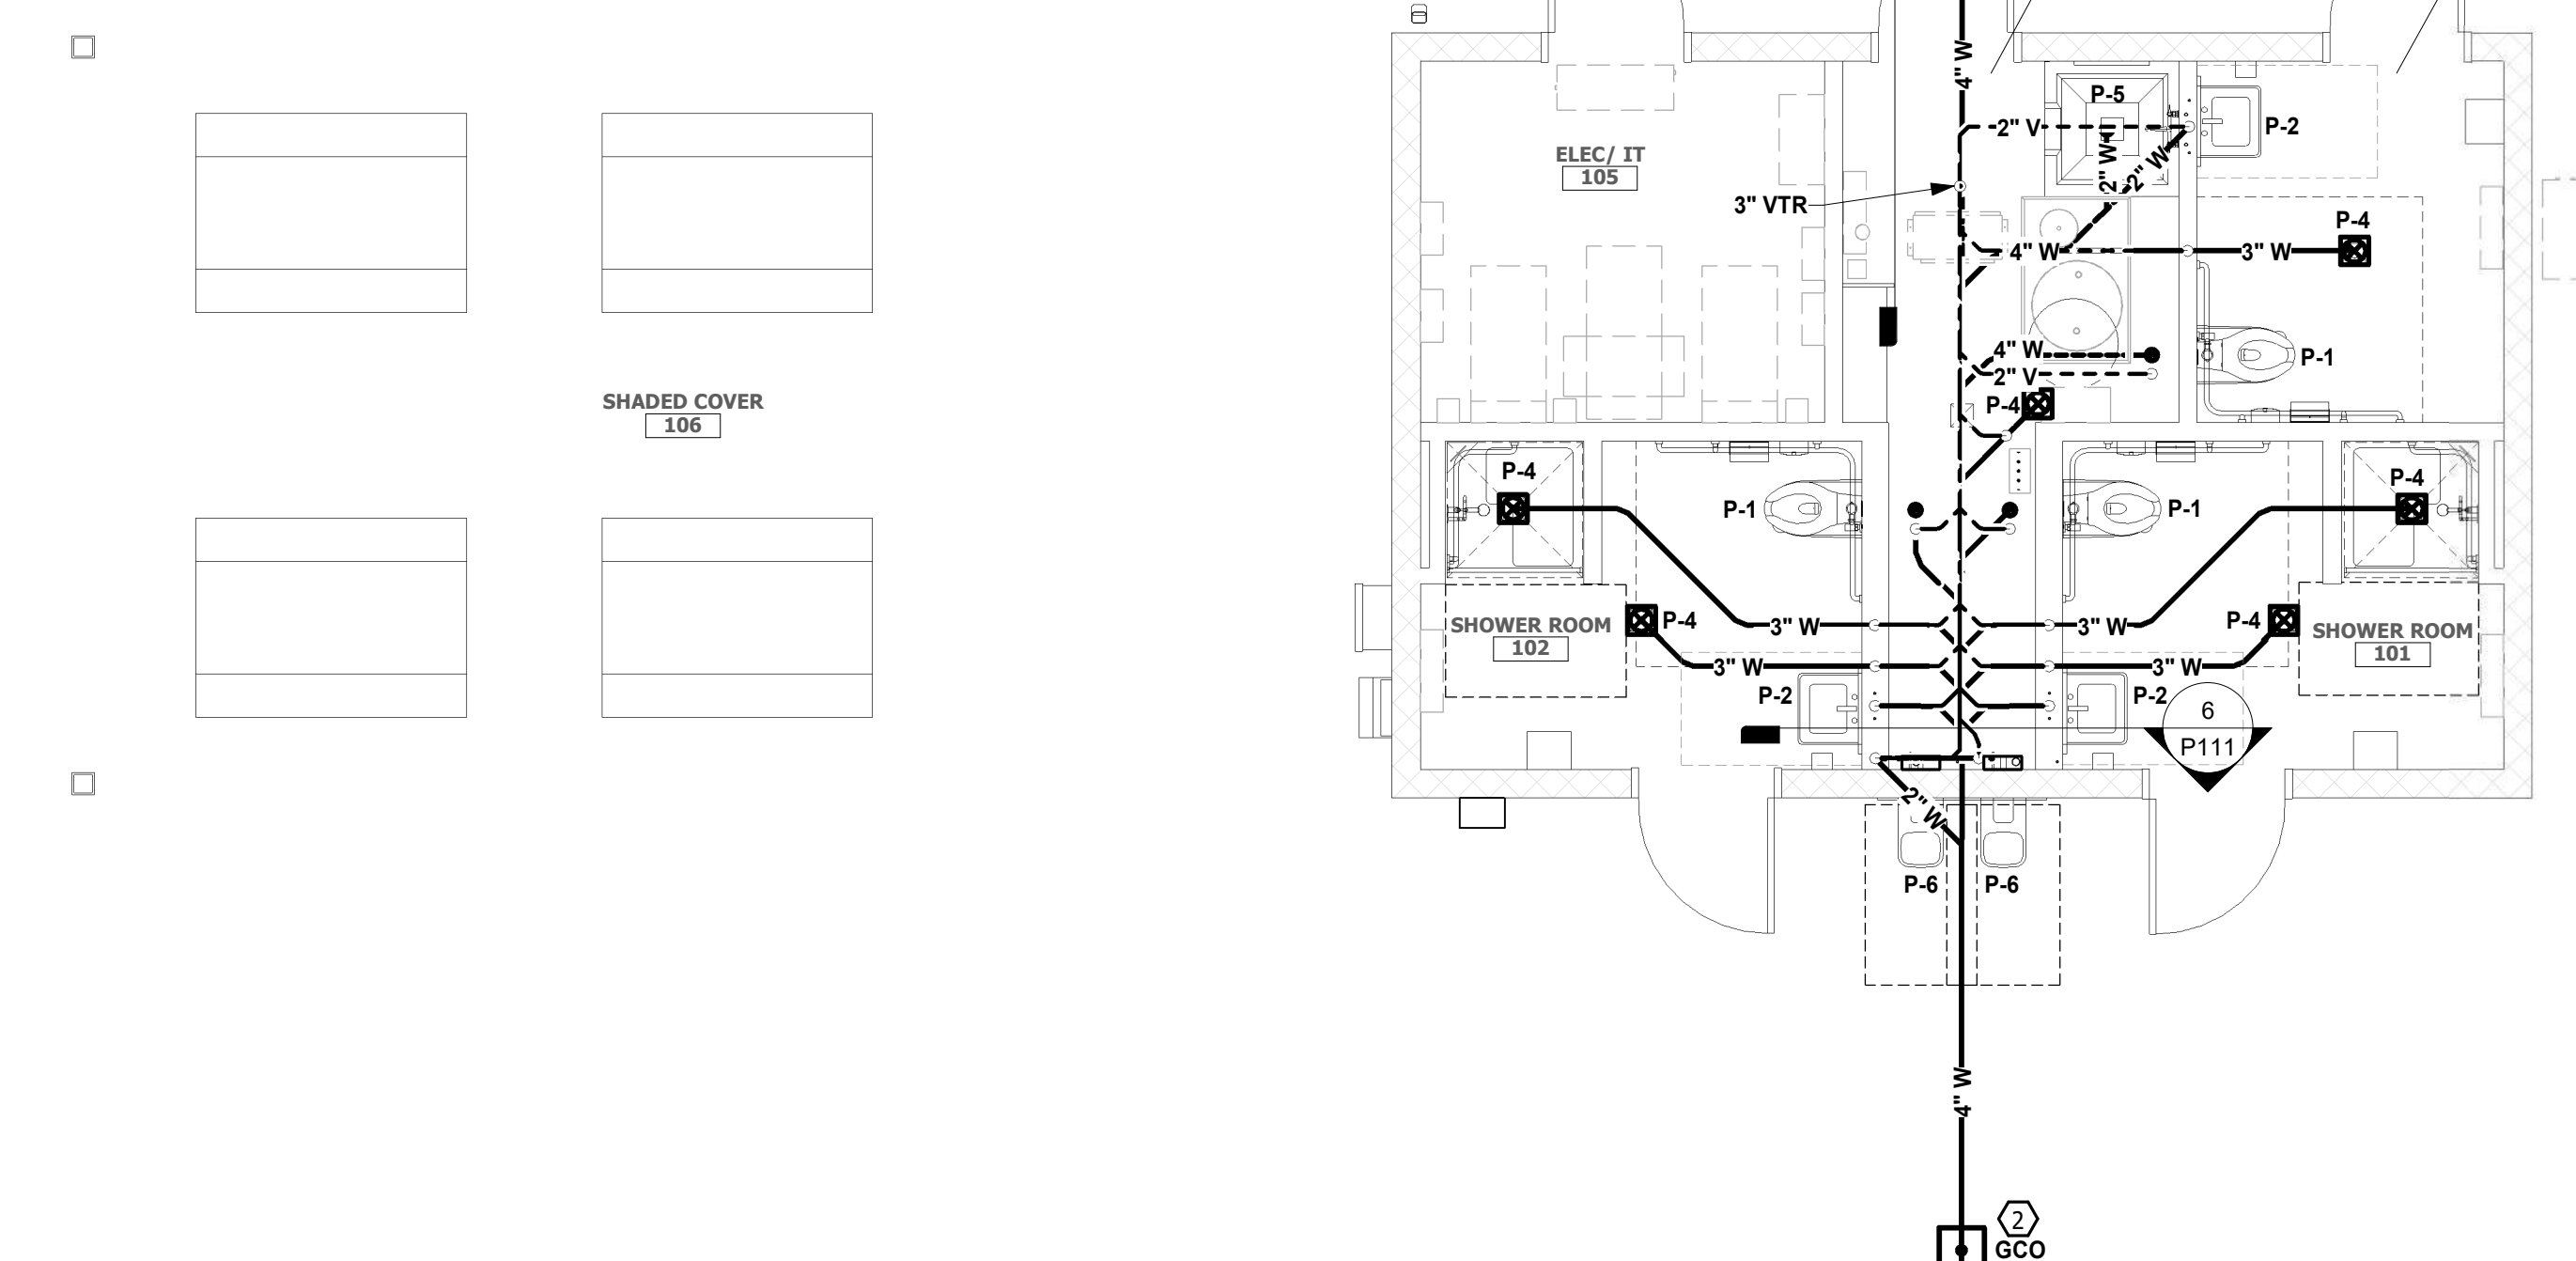 4" W
P-5
2" V
P-2
ELEC/ IT
105
2" W
2" W
3" VTR
P-4
4" W
3" W
4" W
P-1
2" V
SHADED COVER
106
P-4
P-4
P-4
P-1
P-1
SHOWER ROOM
102
P-4
3" W
3" W
P-4
SHOWER ROOM
101
3" W
3" W
P-2
P-2
6
P111
2" W
P-6
P-6
4" W
2
GCO